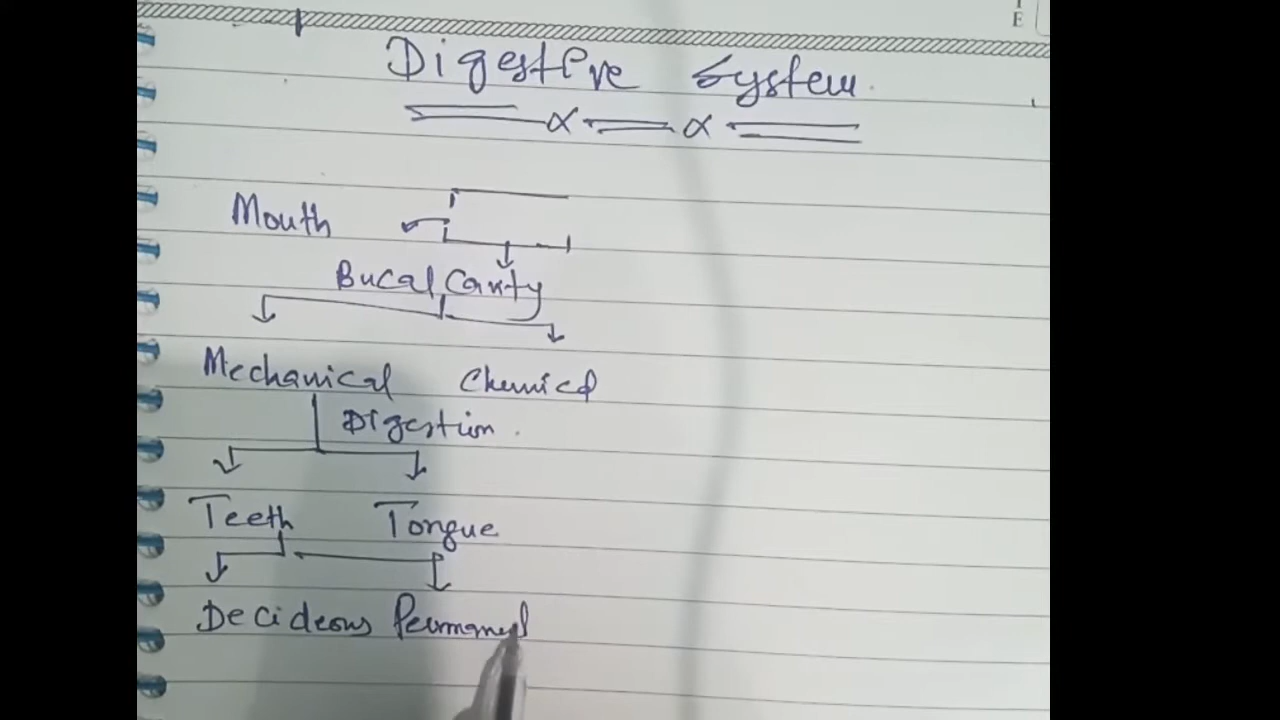 Digestive System
Mouth
Bucal Cavity
Mechanical Chemical
Digestion
Teeth Tongue
Decideous Permanent